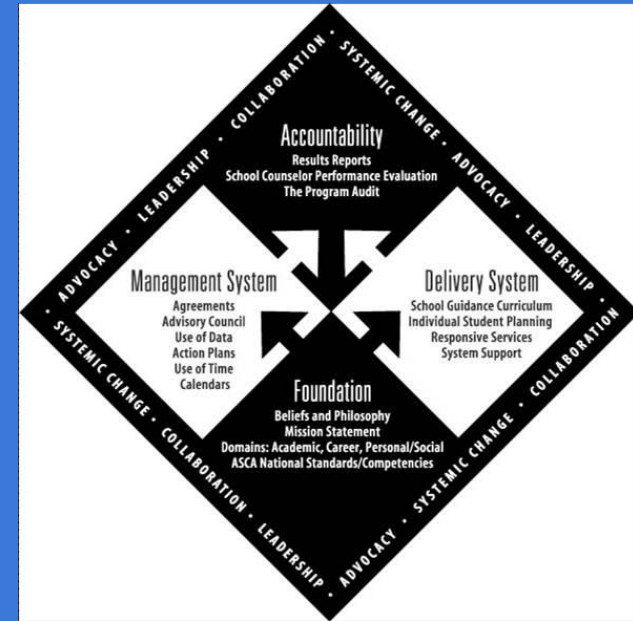 ADVOCACY • LEADERSHIP • COLLABORATION •
SYSTEMIC CHANGE • ADVOCACY • LEADERSHIP •
Accountability
Results Reports
School Counselor Performance Evaluation
The Program Audit
Management System
Agreements
Advisory Council
Use of Data
Action Plans
Use of Time
Calendars
Delivery System
School Guidance Curriculum
Individual Student Planning
Responsive Services
System Support
Foundation
Beliefs and Philosophy
Mission Statement
Domains: Academic, Career, Personal/Social
ASCA National Standards/Competencies
• SYSTEMIC CHANGE • COLLABORATION • LEADERSHIP •
ADVOCACY • SYSTEMIC CHANGE • COLLABORATION